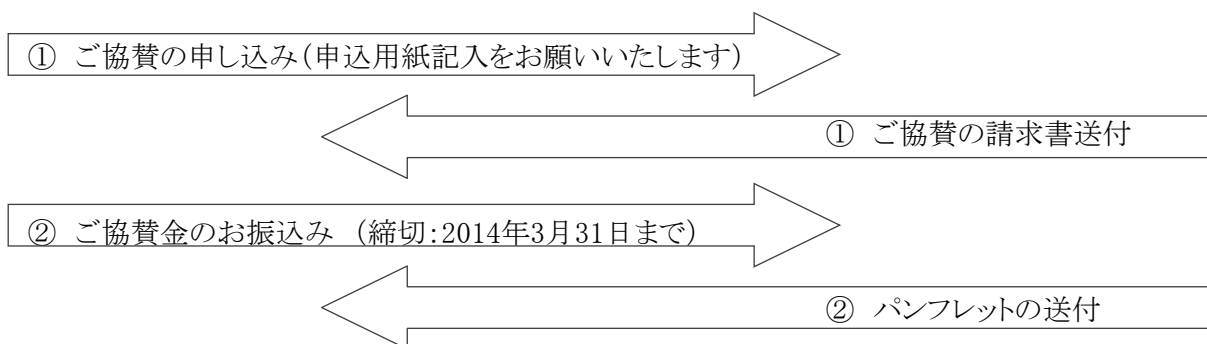 ① ご協賛の申し込み（申込用紙記入をお願いいたします）
① ご協賛の請求書送付
② ご協賛金のお振込み （締切：2014年3月31日まで）
② パンフレットの送付